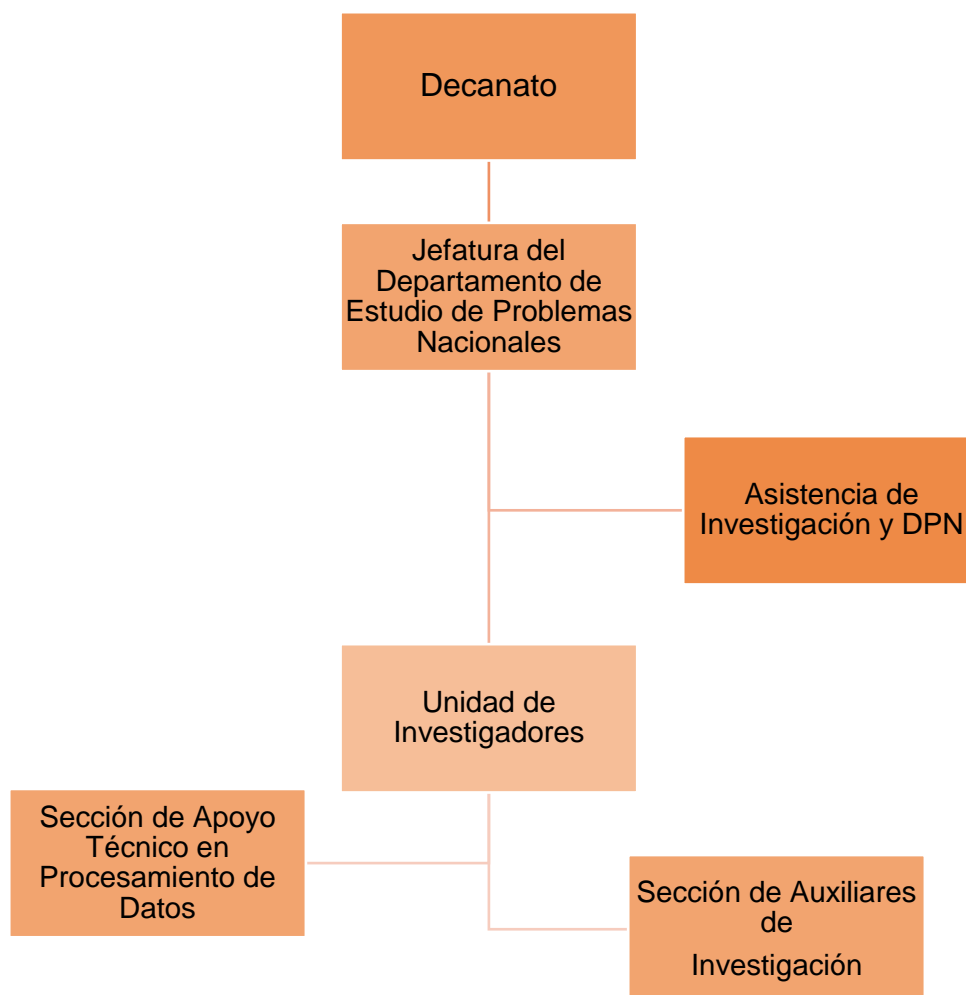 Decanato
Jefatura del
Departamento de
Estudio de Problemas
Nacionales
Asistencia de
Investigación y DPN
Unidad de
Investigadores
Sección de Apoyo
Técnico en
Procesamiento de
Datos
Sección de Auxiliares
de
Investigación